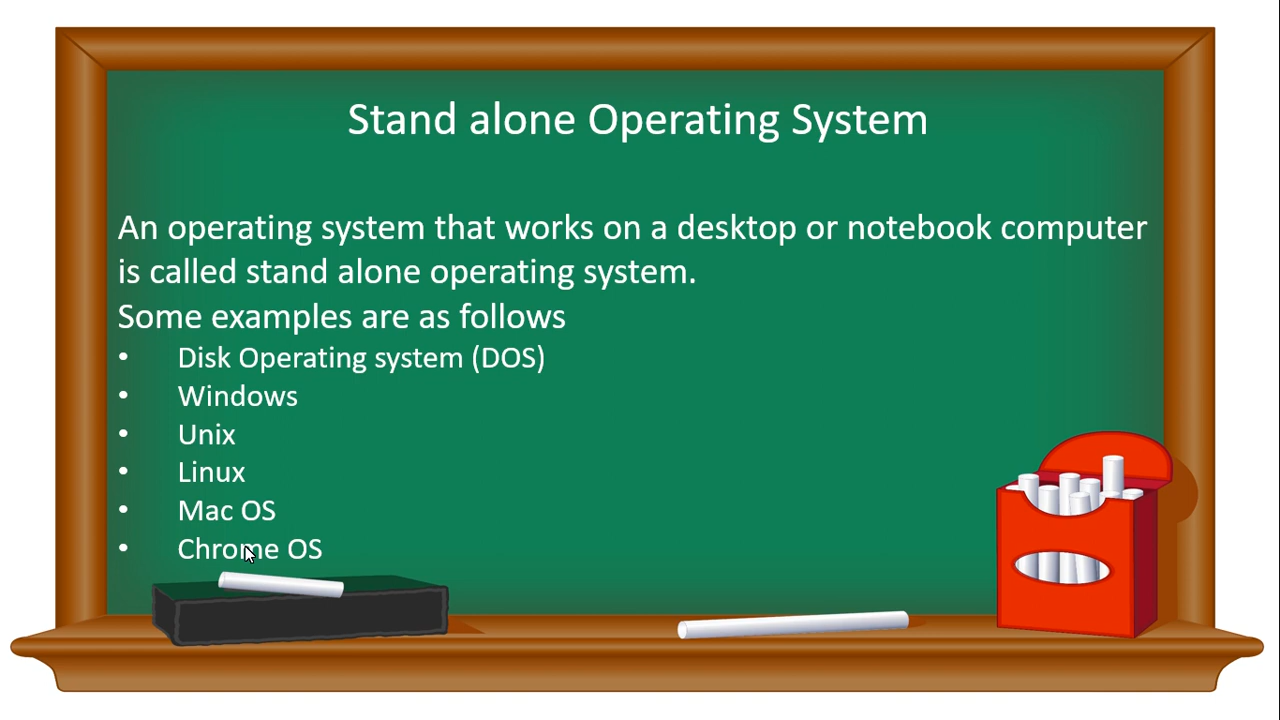 Stand alone Operating System
An operating system that works on a desktop or notebook computer
is called stand alone operating system.
Some examples are as follows
• Disk Operating system (DOS)
• Windows
• Unix
• Linux
• Mac OS
• Chrome OS